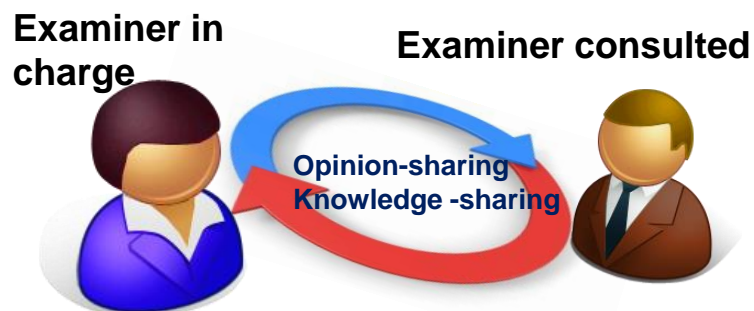 Examiner in
charge
Examiner consulted
Opinion-sharing
Knowledge -sharing